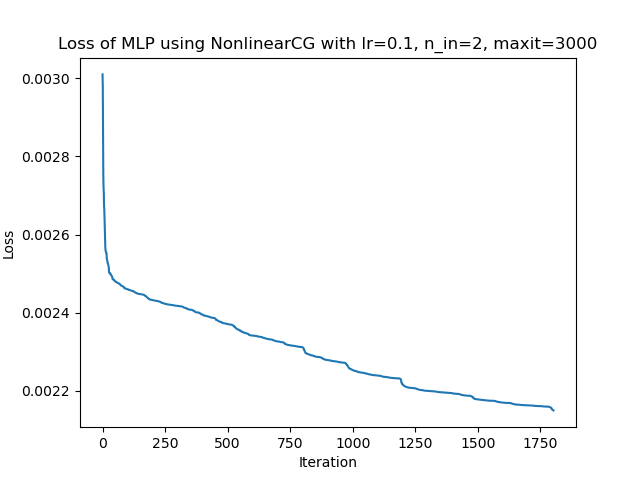 Loss of MLP using NonlinearCG with lr=0.1, n_in=2, maxit=3000
0.0030
0.0028
0.0026
0.0024
0.0022
Loss
0 250 500 750 1000 1250 1500 1750
Iteration